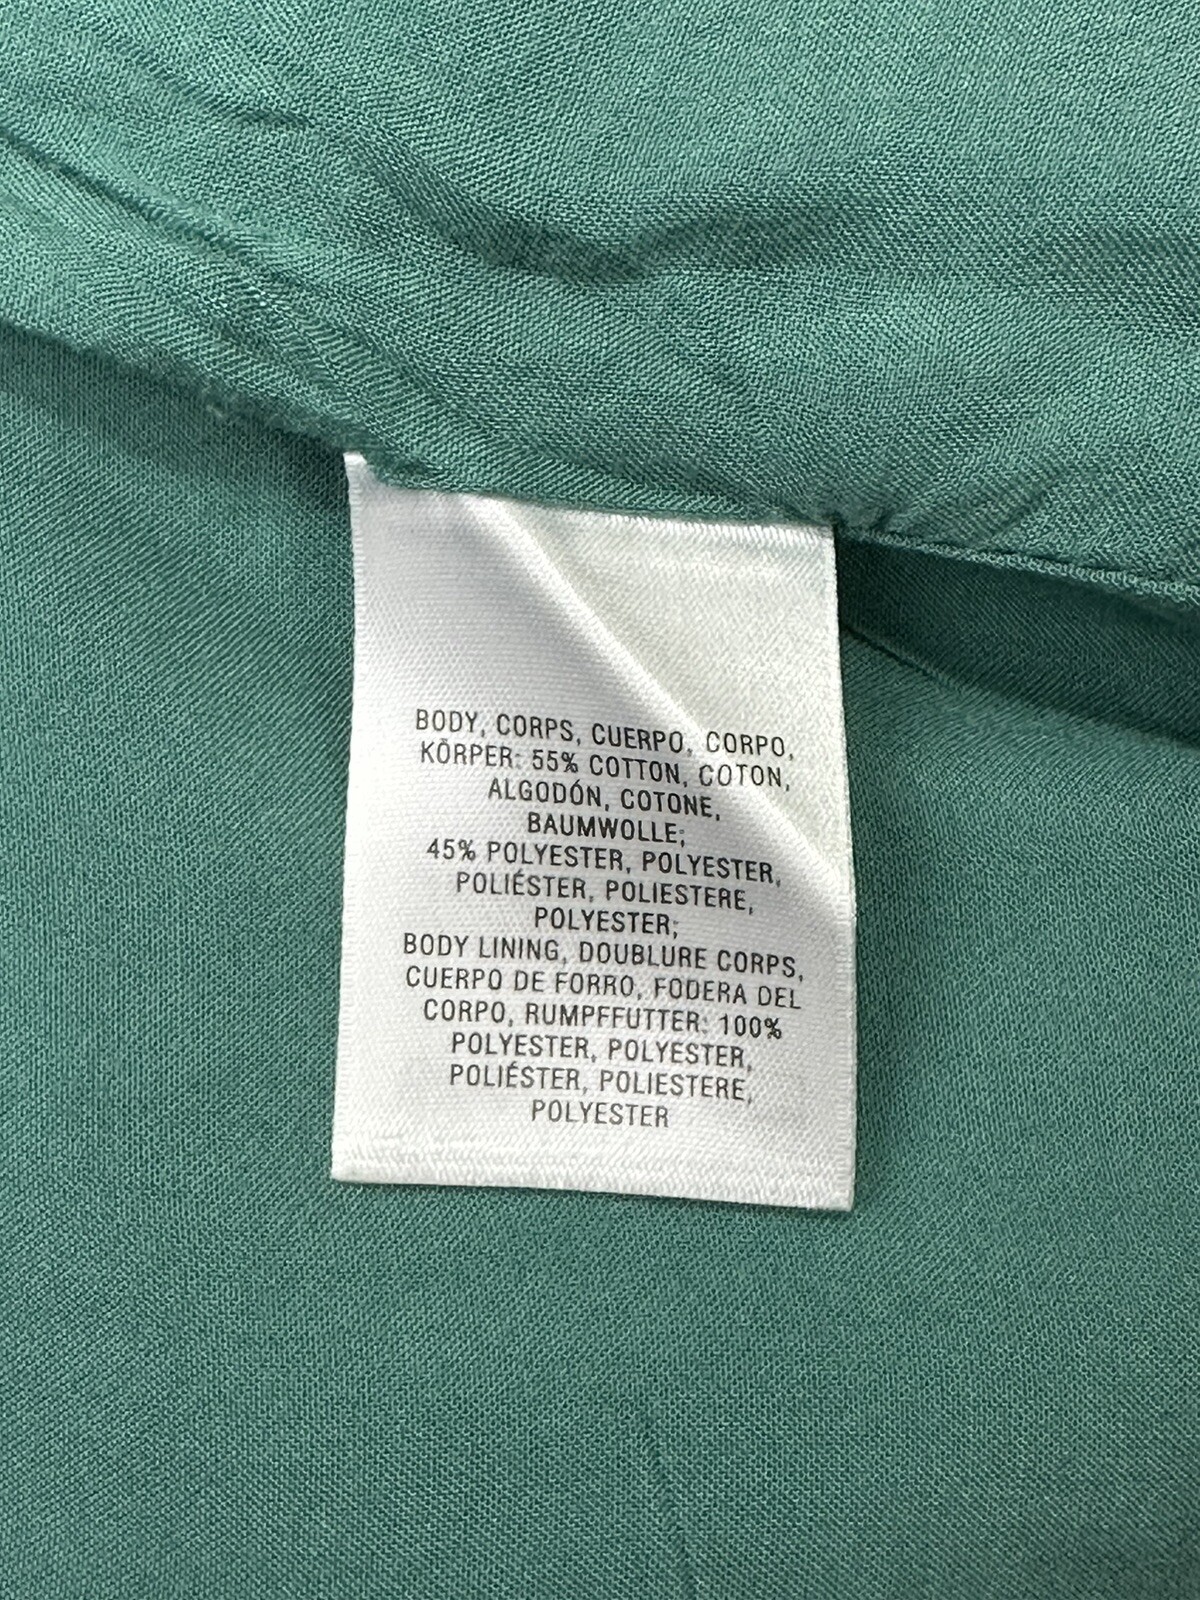 BODY, CORPS, CUERPO, CORPO,
KÖRPER: 55% COTTON, COTON,
ALGODÓN, COTONE,
BAUMWOLLE;
45% POLYESTER, POLYESTER,
POLIÉSTER, POLIESTERE,
POLYESTER;
BODY LINING, DOUBLURE CORPS,
CUERPO DE FORRO, FODERA DEL
CORPO, RUMPFFUTTER: 100%
POLYESTER, POLYESTER,
POLIÉSTER, POLIESTERE,
POLYESTER